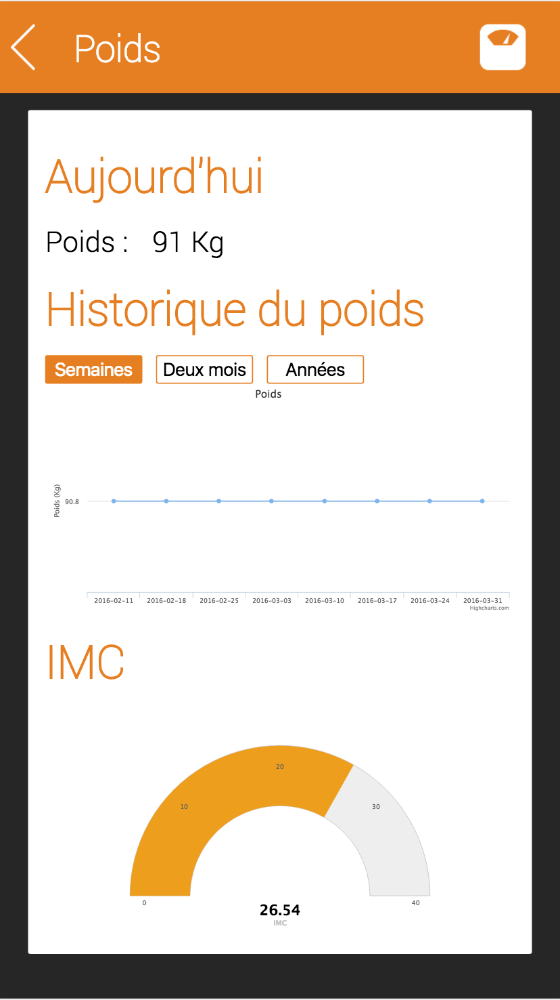 Poids
Aujourd'hui
Poids : 91 Kg
Historique du poids
Semaines Deux mois Années
Poids
Poids (Kg)
90.8
2016-02-11 2016-02-18 2016-02-25 2016-03-03 2016-03-10 2016-03-17 2016-03-24 2016-03-31
Highcharts.com
IMC
20
10 30
0 40
26.54
IMC